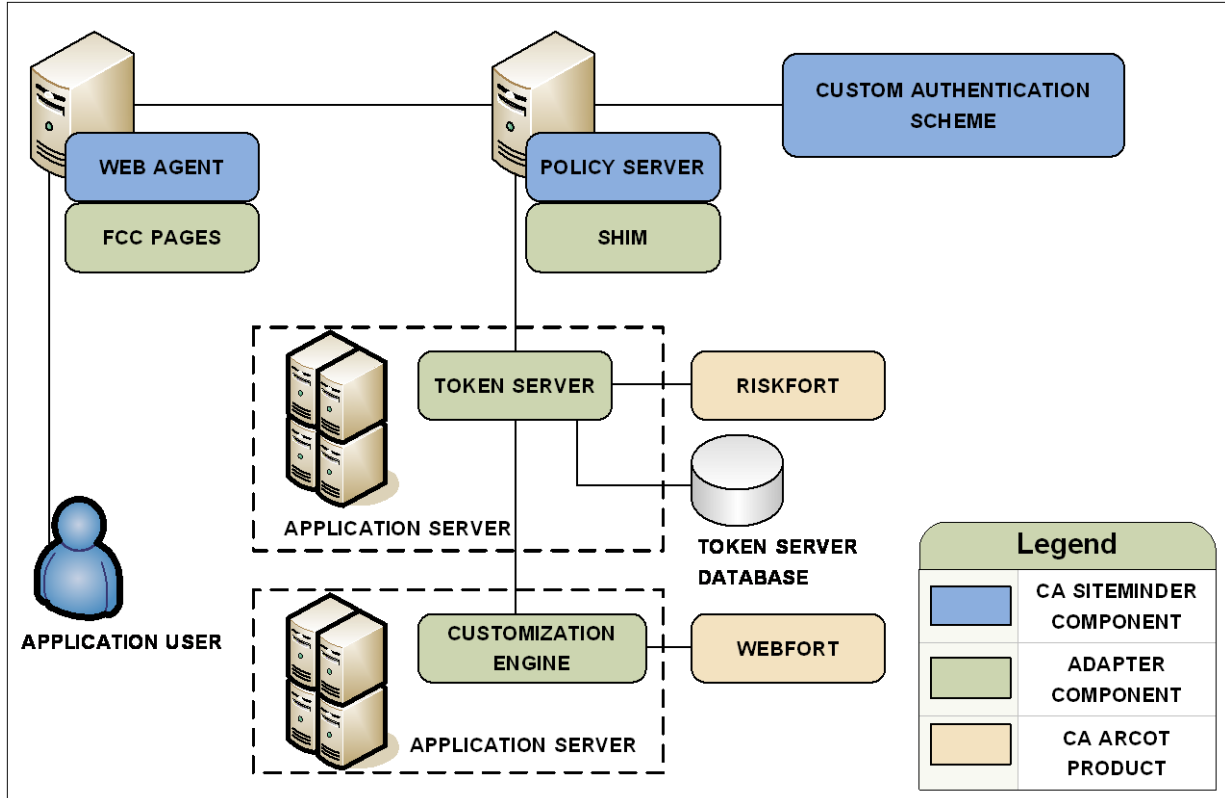 CUSTOM AUTHENTICATION
SCHEME
WEB AGENT
POLICY SERVER
FCC PAGES
SHIM
TOKEN SERVER
RISKFORT
APPLICATION SERVER
TOKEN SERVER
DATABASE
APPLICATION USER
CUSTOMIZATION
ENGINE
WEBFORT
APPLICATION SERVER
Legend
CA SITEMINDER
COMPONENT
ADAPTER
COMPONENT
CA ARCOT
PRODUCT